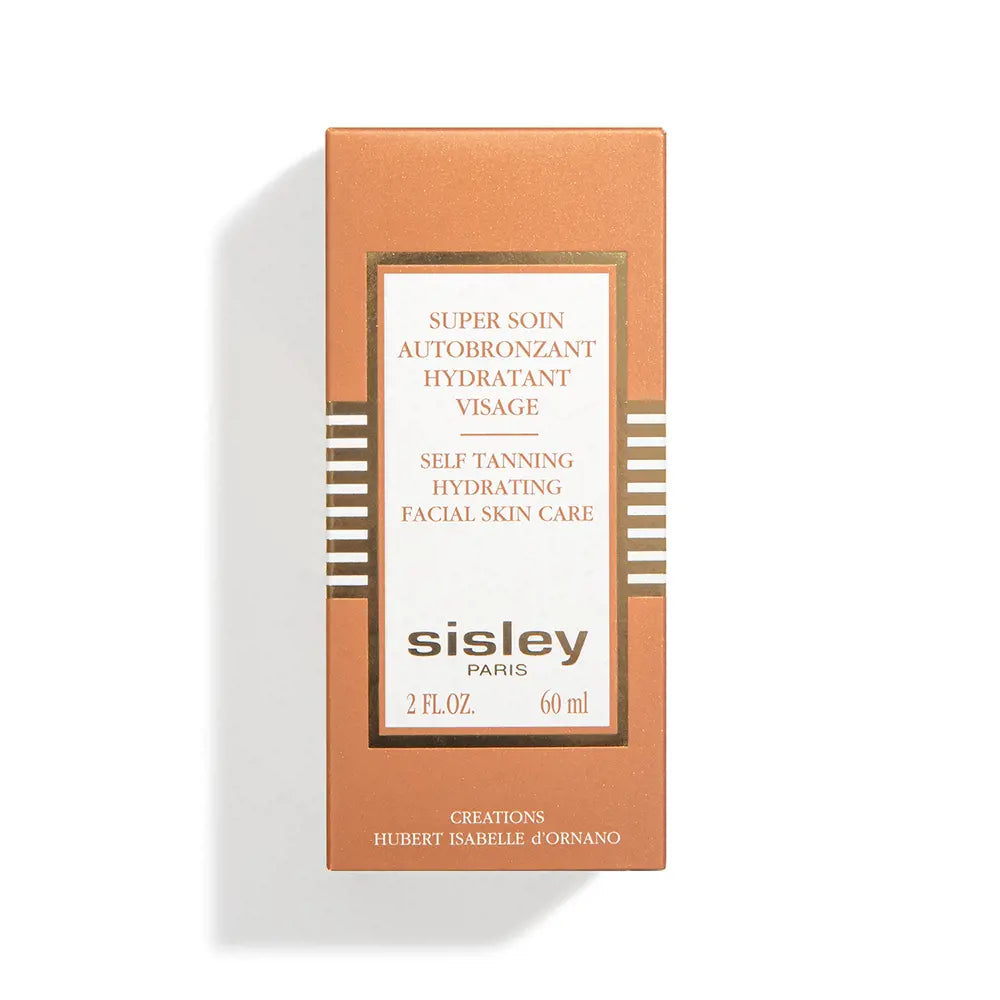 SUPER SOIN
AUTOBRONZANT
HYDRATANT
VISAGE
SELF TANNING
HYDRATING
FACIAL SKIN CARE
sisley
PARIS
2 FL.OZ. 60 ml
CREATIONS
HUBERT ISABELLE d'ORNANO